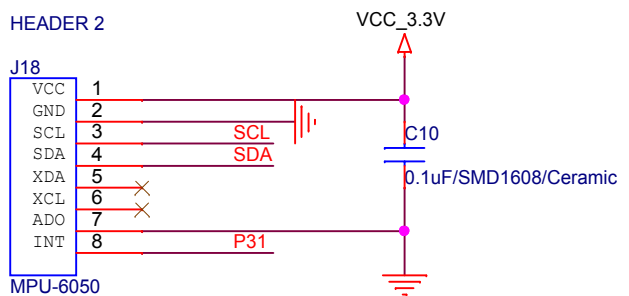 HEADER 2
VCC_3.3V
J18
VCC 1
GND 2
SCL 3 SCL
SDA 4 SDA
XDA 5
XCL 6
ADO 7
INT 8 P31
C10
0.1uF/SMD1608/Ceramic
MPU-6050